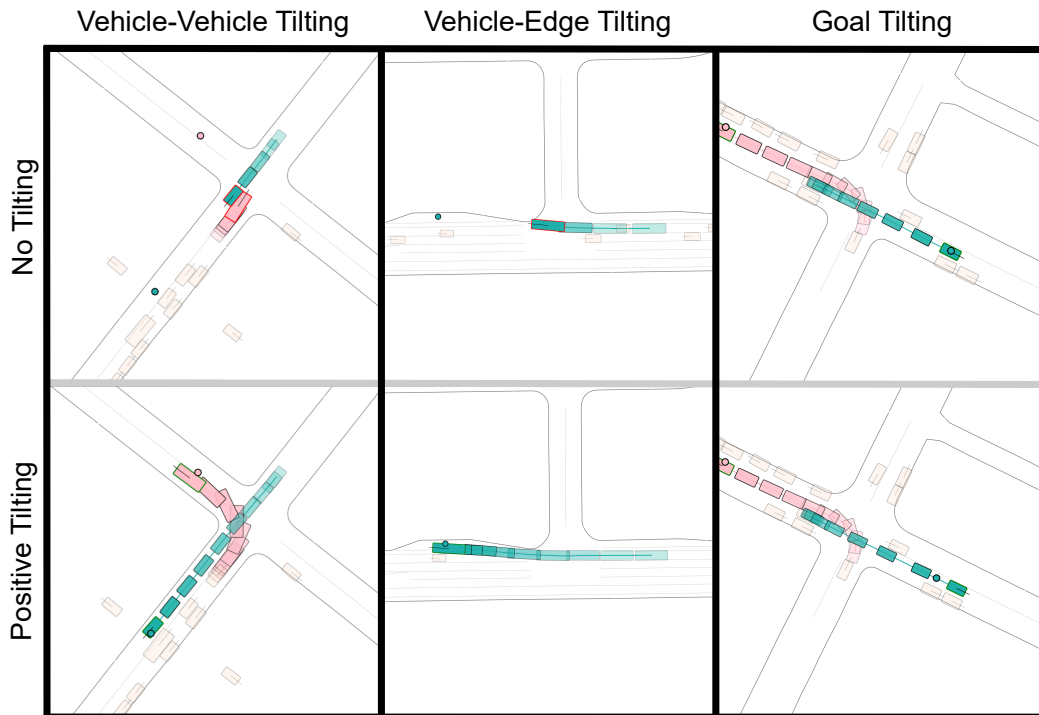 Vehicle-Vehicle Tilting
Vehicle-Edge Tilting
Goal Tilting
No Tilting
Positive Tilting